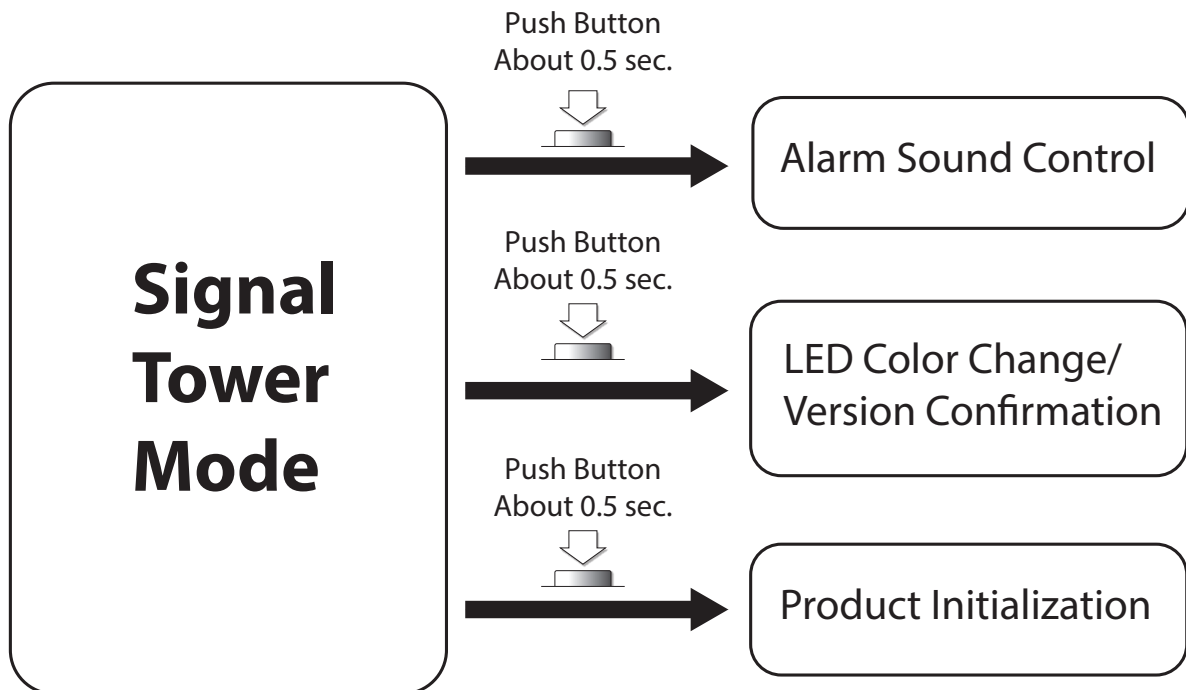 Signal
Tower
Mode
Push Button
About 0.5 sec.
Alarm Sound Control
Push Button
About 0.5 sec.
LED Color Change/
Version Confirmation
Push Button
About 0.5 sec.
Product Initialization